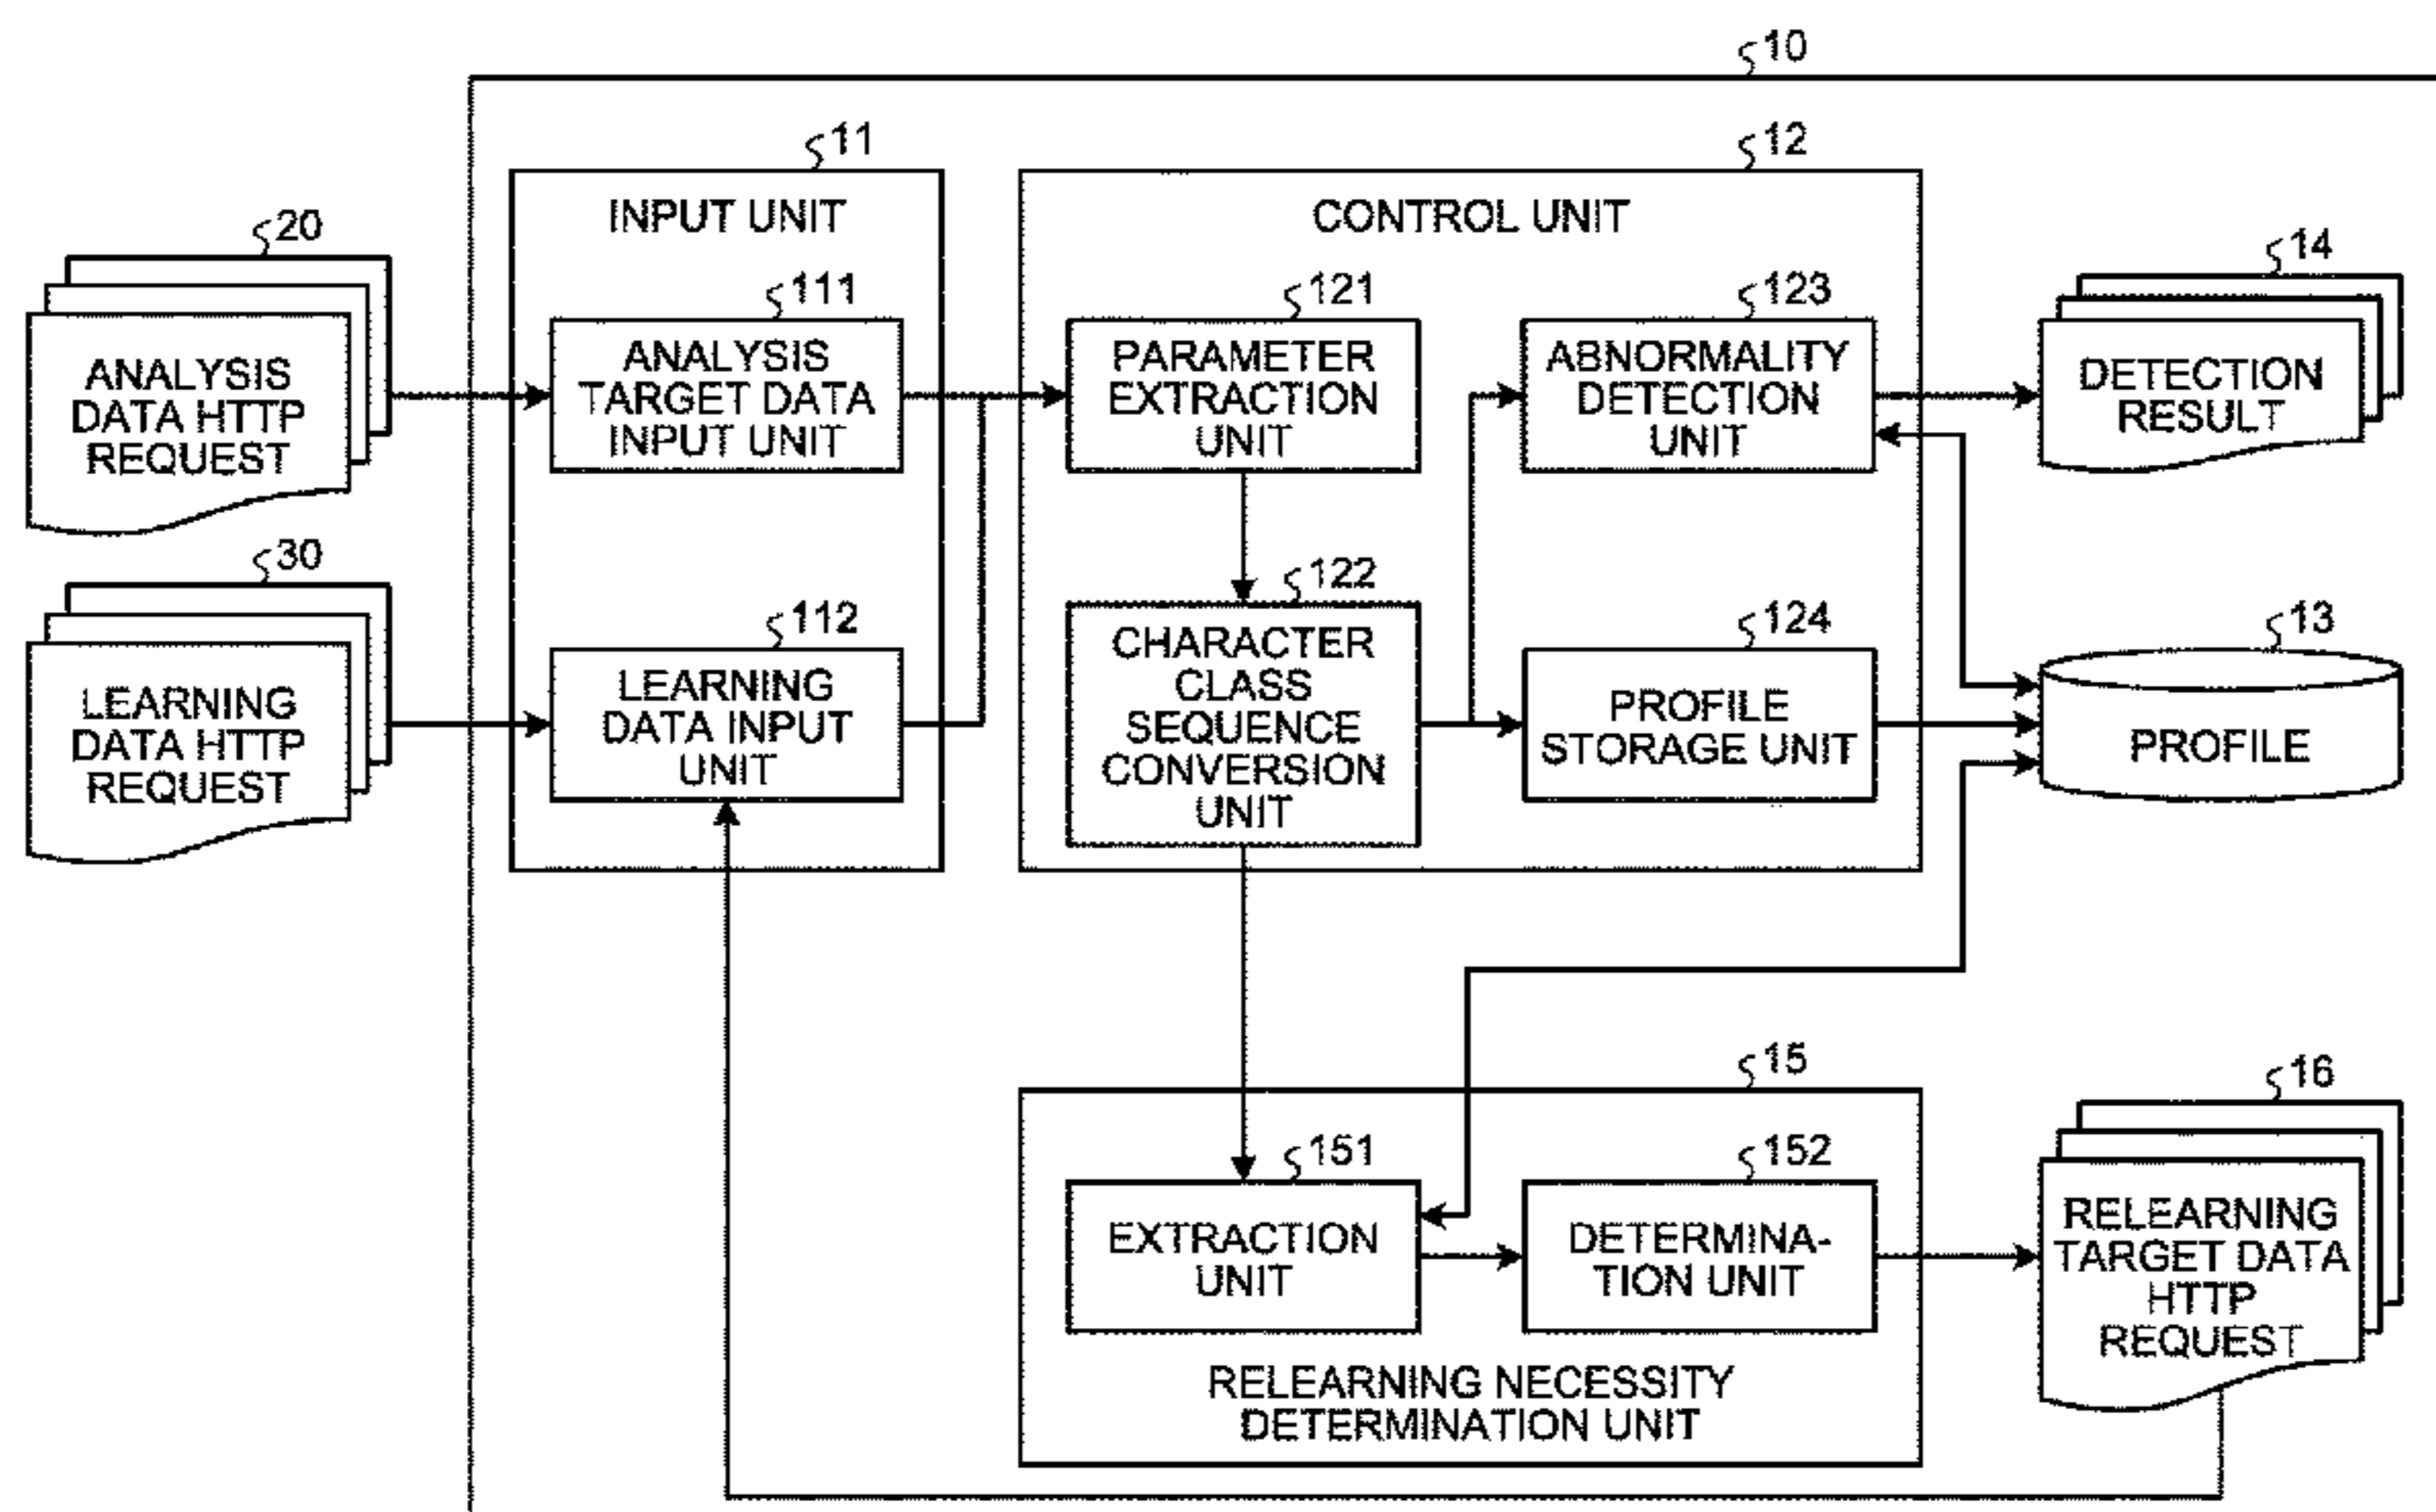 10
11
12
20
INPUT UNIT
CONTROL UNIT
14
111
121
123
ANALYSIS
DATA HTTP
REQUEST
ANALYSIS
TARGET DATA
INPUT UNIT
PARAMETER
EXTRACTION
UNIT
ABNORMALITY
DETECTION
UNIT
DETECTION
RESULT
30
122
112
124
13
LEARNING
DATA HTTP
REQUEST
LEARNING
DATA INPUT
UNIT
CHARACTER
CLASS
SEQUENCE
CONVERSION
UNIT
PROFILE
STORAGE UNIT
PROFILE
15
16
151
152
EXTRACTION
UNIT
DETERMINA-
TION UNIT
RELEARNING
TARGET DATA
HTTP
REQUEST
RELEARNING NECESSITY
DETERMINATION UNIT